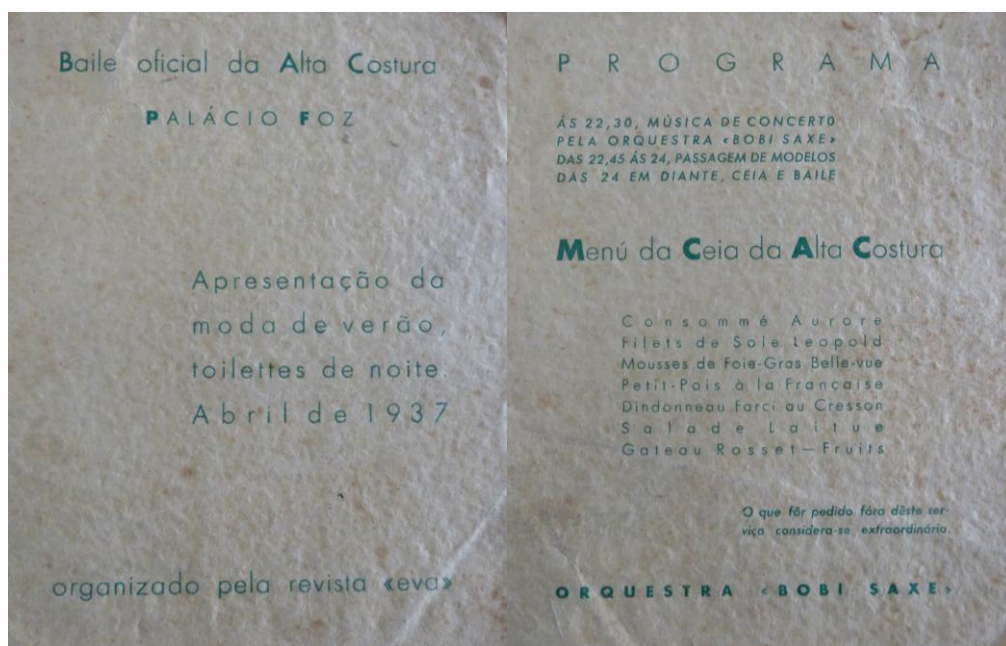 Baile oficial da Alta Costura
PALÁCIO FOZ
Apresentação da
moda de verão,
toilettes de noite.
Abril de 1937
organizado pela revista «eva»
PROGRAMA
ÁS 22,30, MÚSICA DE CONCERTO
PELA ORQUESTRA «BOBI SAXE»
DAS 22,45 ÁS 24, PASSAGEM DE MODELOS
DAS 24 EM DIANTE, CEIA E BAILE
Menú da Ceia da Alta Costura
Consommé Aurore
Filets de Sole Leopold
Mousses de Foie-Gras Belle-vue
Petit-Pois à la Française
Dindonneau Farci au Cresson
Salade Laitue
Gateau Rosset — Fruits
O que fôr pedido fóra dêste ser-
viço considera-se extraordinário.
ORQUESTRA «BOBI SAXE»